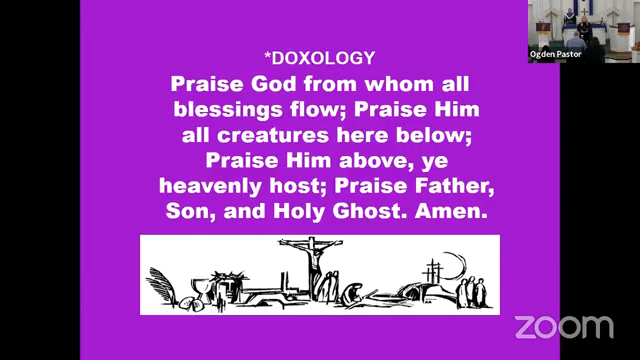 *DOXOLOGY
Praise God from whom all
blessings flow; Praise Him
all creatures here below;
Praise Him above, ye
heavenly host; Praise Father,
Son, and Holy Ghost. Amen.
Ogden Pastor
zoom